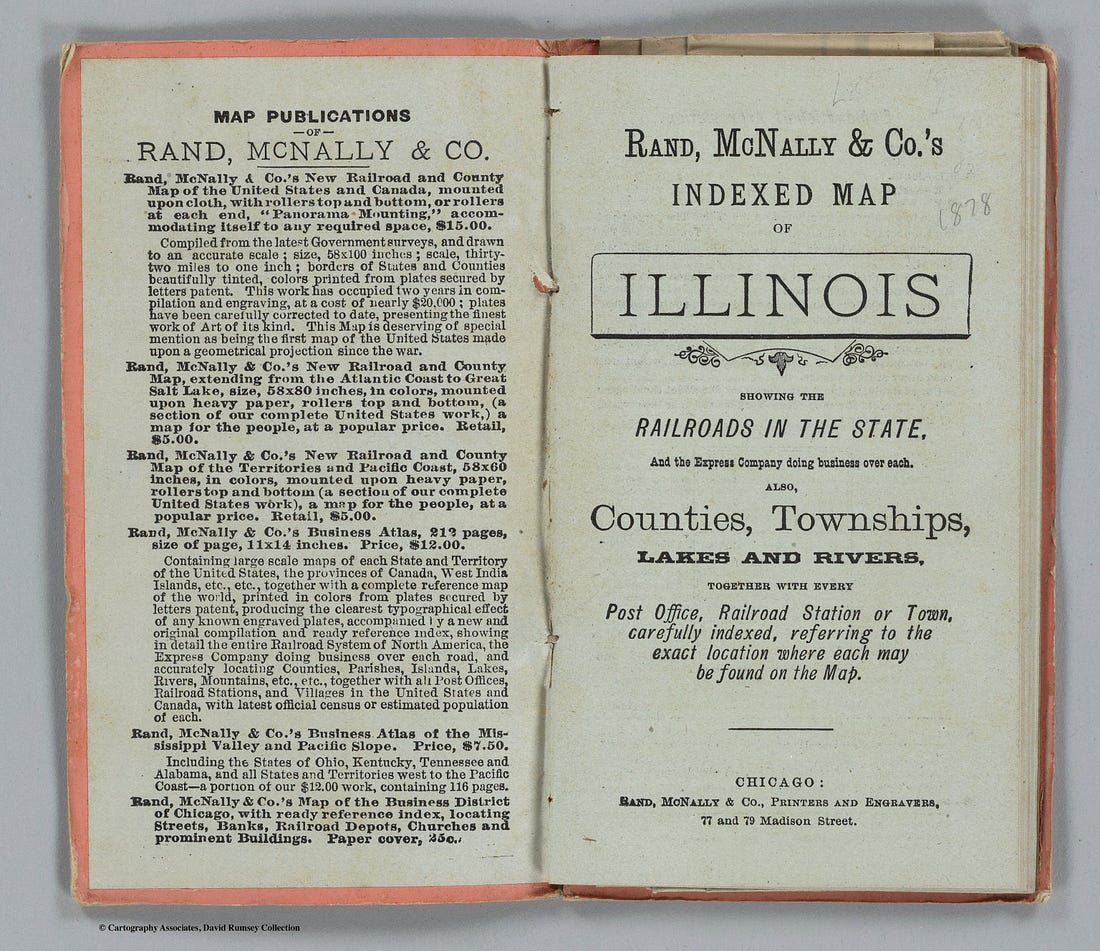 MAP PUBLICATIONS
—OF—
RAND, MCNALLY & CO.
Rand, McNally & Co.'s New Railroad and County
Map of the United States and Canada, mounted
upon cloth, with rollers top and bottom, or rollers
at each end, "Panorama Mounting," accom-
modating itself to any required space, $15.00.
Compiled from the latest Government surveys, and drawn
to an accurate scale; size, 58x100 inches; scale, thirty-
two miles to one inch; borders of States and Counties
beautifully tinted, colors printed from plates secured by
letters patent. This work has occupied two years in com-
pilation and engraving, at a cost of nearly $20,000; plates
have been carefully corrected to date, presenting the finest
work of Art of its kind. This Map is deserving of special
mention as being the first map of the United States made
upon a geometrical projection since the war.
Rand, McNally & Co.'s New Railroad and County
Map, extending from the Atlantic Coast to Great
Salt Lake, size, 58x80 inches, in colors, mounted
upon heavy paper, rollers top and bottom, (a
section of our complete United States work,) a
map for the people, at a popular price. Retail,
$5.00.
Rand, McNally & Co.'s New Railroad and County
Map of the Territories and Pacific Coast, 58x60
inches, in colors, mounted upon heavy paper,
rollers top and bottom (a section of our complete
United States work), a map for the people, at a
popular price. Retail, $5.00.
Rand, McNally & Co.'s Business Atlas, 212 pages,
size of page, 11x14 inches. Price, $12.00.
Containing large scale maps of each State and Territory
of the United States, the provinces of Canada, West India
Islands, etc., etc., together with a complete reference map
of the world, printed in colors from plates secured by
letters patent, producing the clearest typographical effect
of any known engraved plates, accompanied by a new and
original compilation and ready reference index, showing
in detail the entire Railroad System of North America, the
Express Company doing business over each road, and
accurately locating Counties, Parishes, Islands, Lakes,
Rivers, Mountains, etc., etc., together with all Post Offices,
Railroad Stations, and Villages in the United States and
Canada, with latest official census or estimated population
of each.
Rand, McNally & Co.'s Business Atlas of the Mis-
sissippi Valley and Pacific Slope. Price, $7.50.
Including the States of Ohio, Kentucky, Tennessee and
Alabama, and all States and Territories west to the Pacific
Coast—a portion of our $12.00 work, containing 116 pages.
Rand, McNally & Co.'s Map of the Business District
of Chicago, with ready reference index, locating
Streets, Banks, Railroad Depots, Churches and
prominent Buildings. Paper cover, 25c.
RAND, MCNALLY & CO.'S
INDEXED MAP
OF
1878
ILLINOIS
SHOWING THE
RAILROADS IN THE STATE,
And the Express Company doing business over each.
ALSO,
Counties, Townships,
LAKES AND RIVERS,
TOGETHER WITH EVERY
Post Office, Railroad Station or Town,
carefully indexed, referring to the
exact location where each may
be found on the Map.
CHICAGO:
RAND, MCNALLY & CO., PRINTERS AND ENGRAVERS,
77 and 79 Madison Street.
© Cartography Associates, David Rumsey Collection